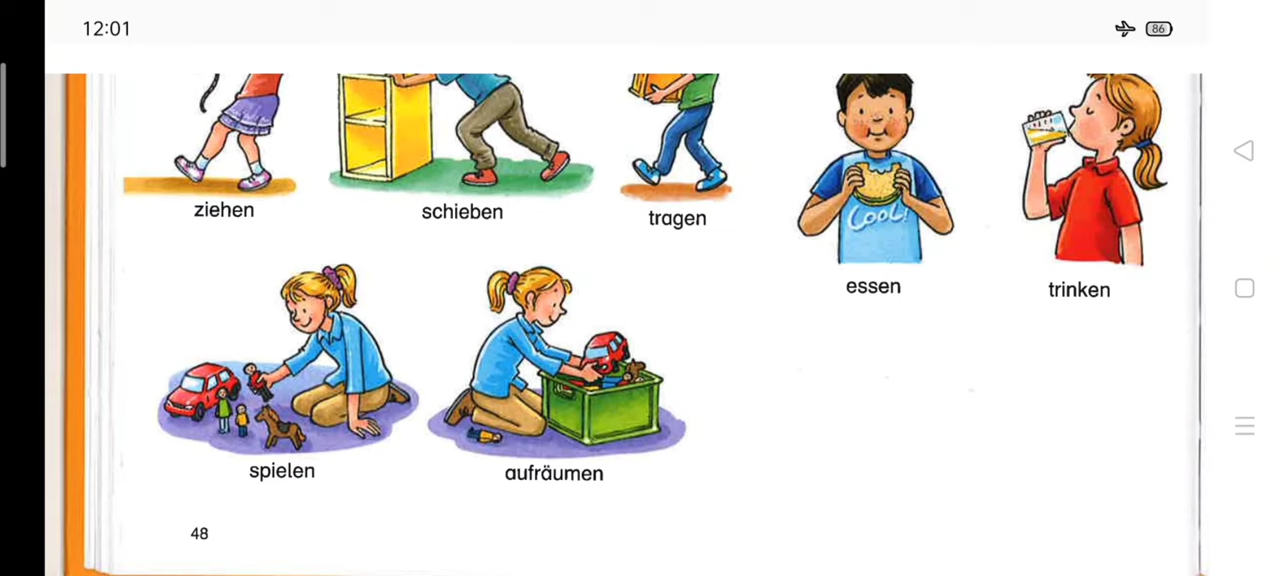 12:01
86
ziehen
schieben
tragen
COOL!
essen
trinken
spielen
aufräumen
48